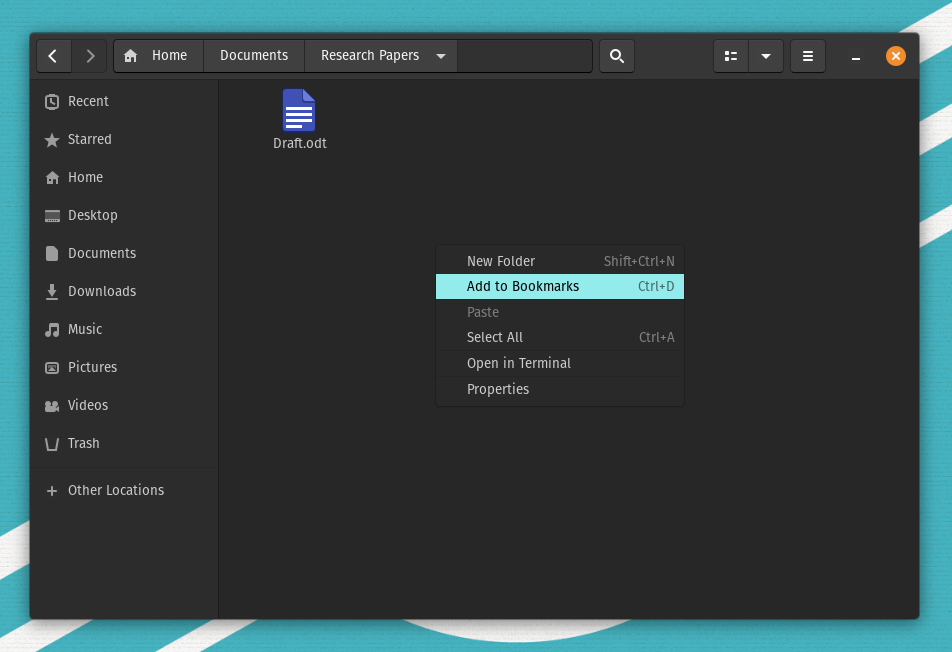 Home Documents Research Papers
Recent
Starred
Home
Desktop
Documents
Downloads
Music
Pictures
Videos
Trash
Other Locations
Draft.odt
New Folder Shift+Ctrl+N
Add to Bookmarks Ctrl+D
Paste
Select All Ctrl+A
Open in Terminal
Properties